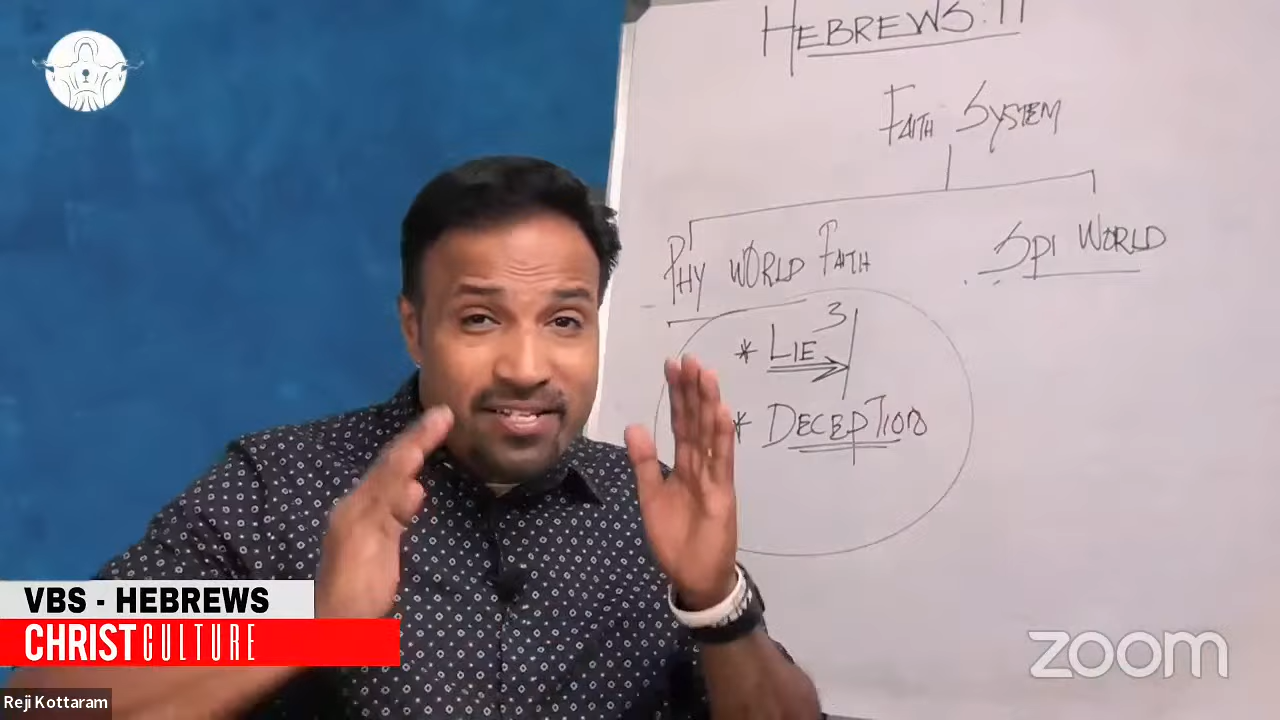 HEBREWS: 11
FAITH SYSTEM
PHY WORLD FAITH
SPI WORLD
3
* LIE
* DECEPTION
VBS - HEBREWS
CHRIST CULTURE
Reji Kottaram
zoom